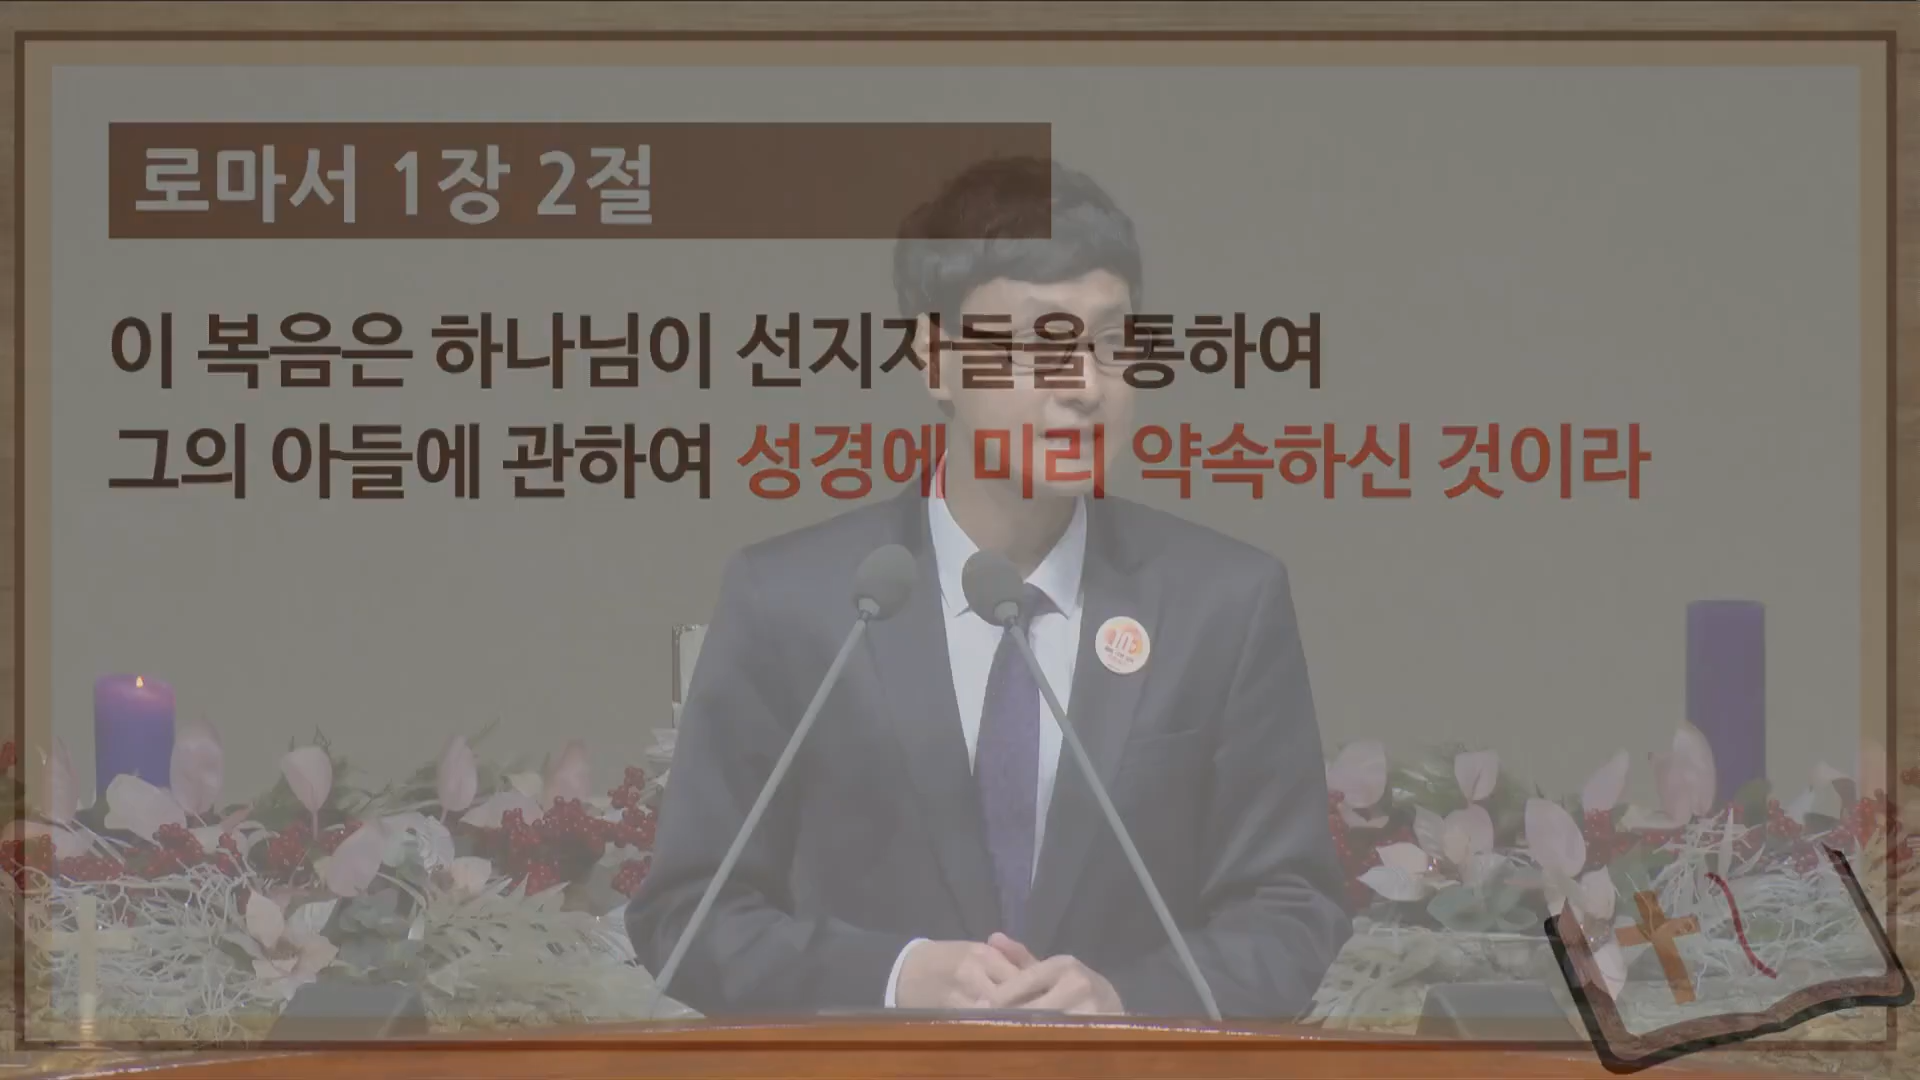 로마서 1장 2절
이 복음은 하나님이 선지자들을 통하여
그의 아들에 관하여 성경에 미리 약속하신 것이라